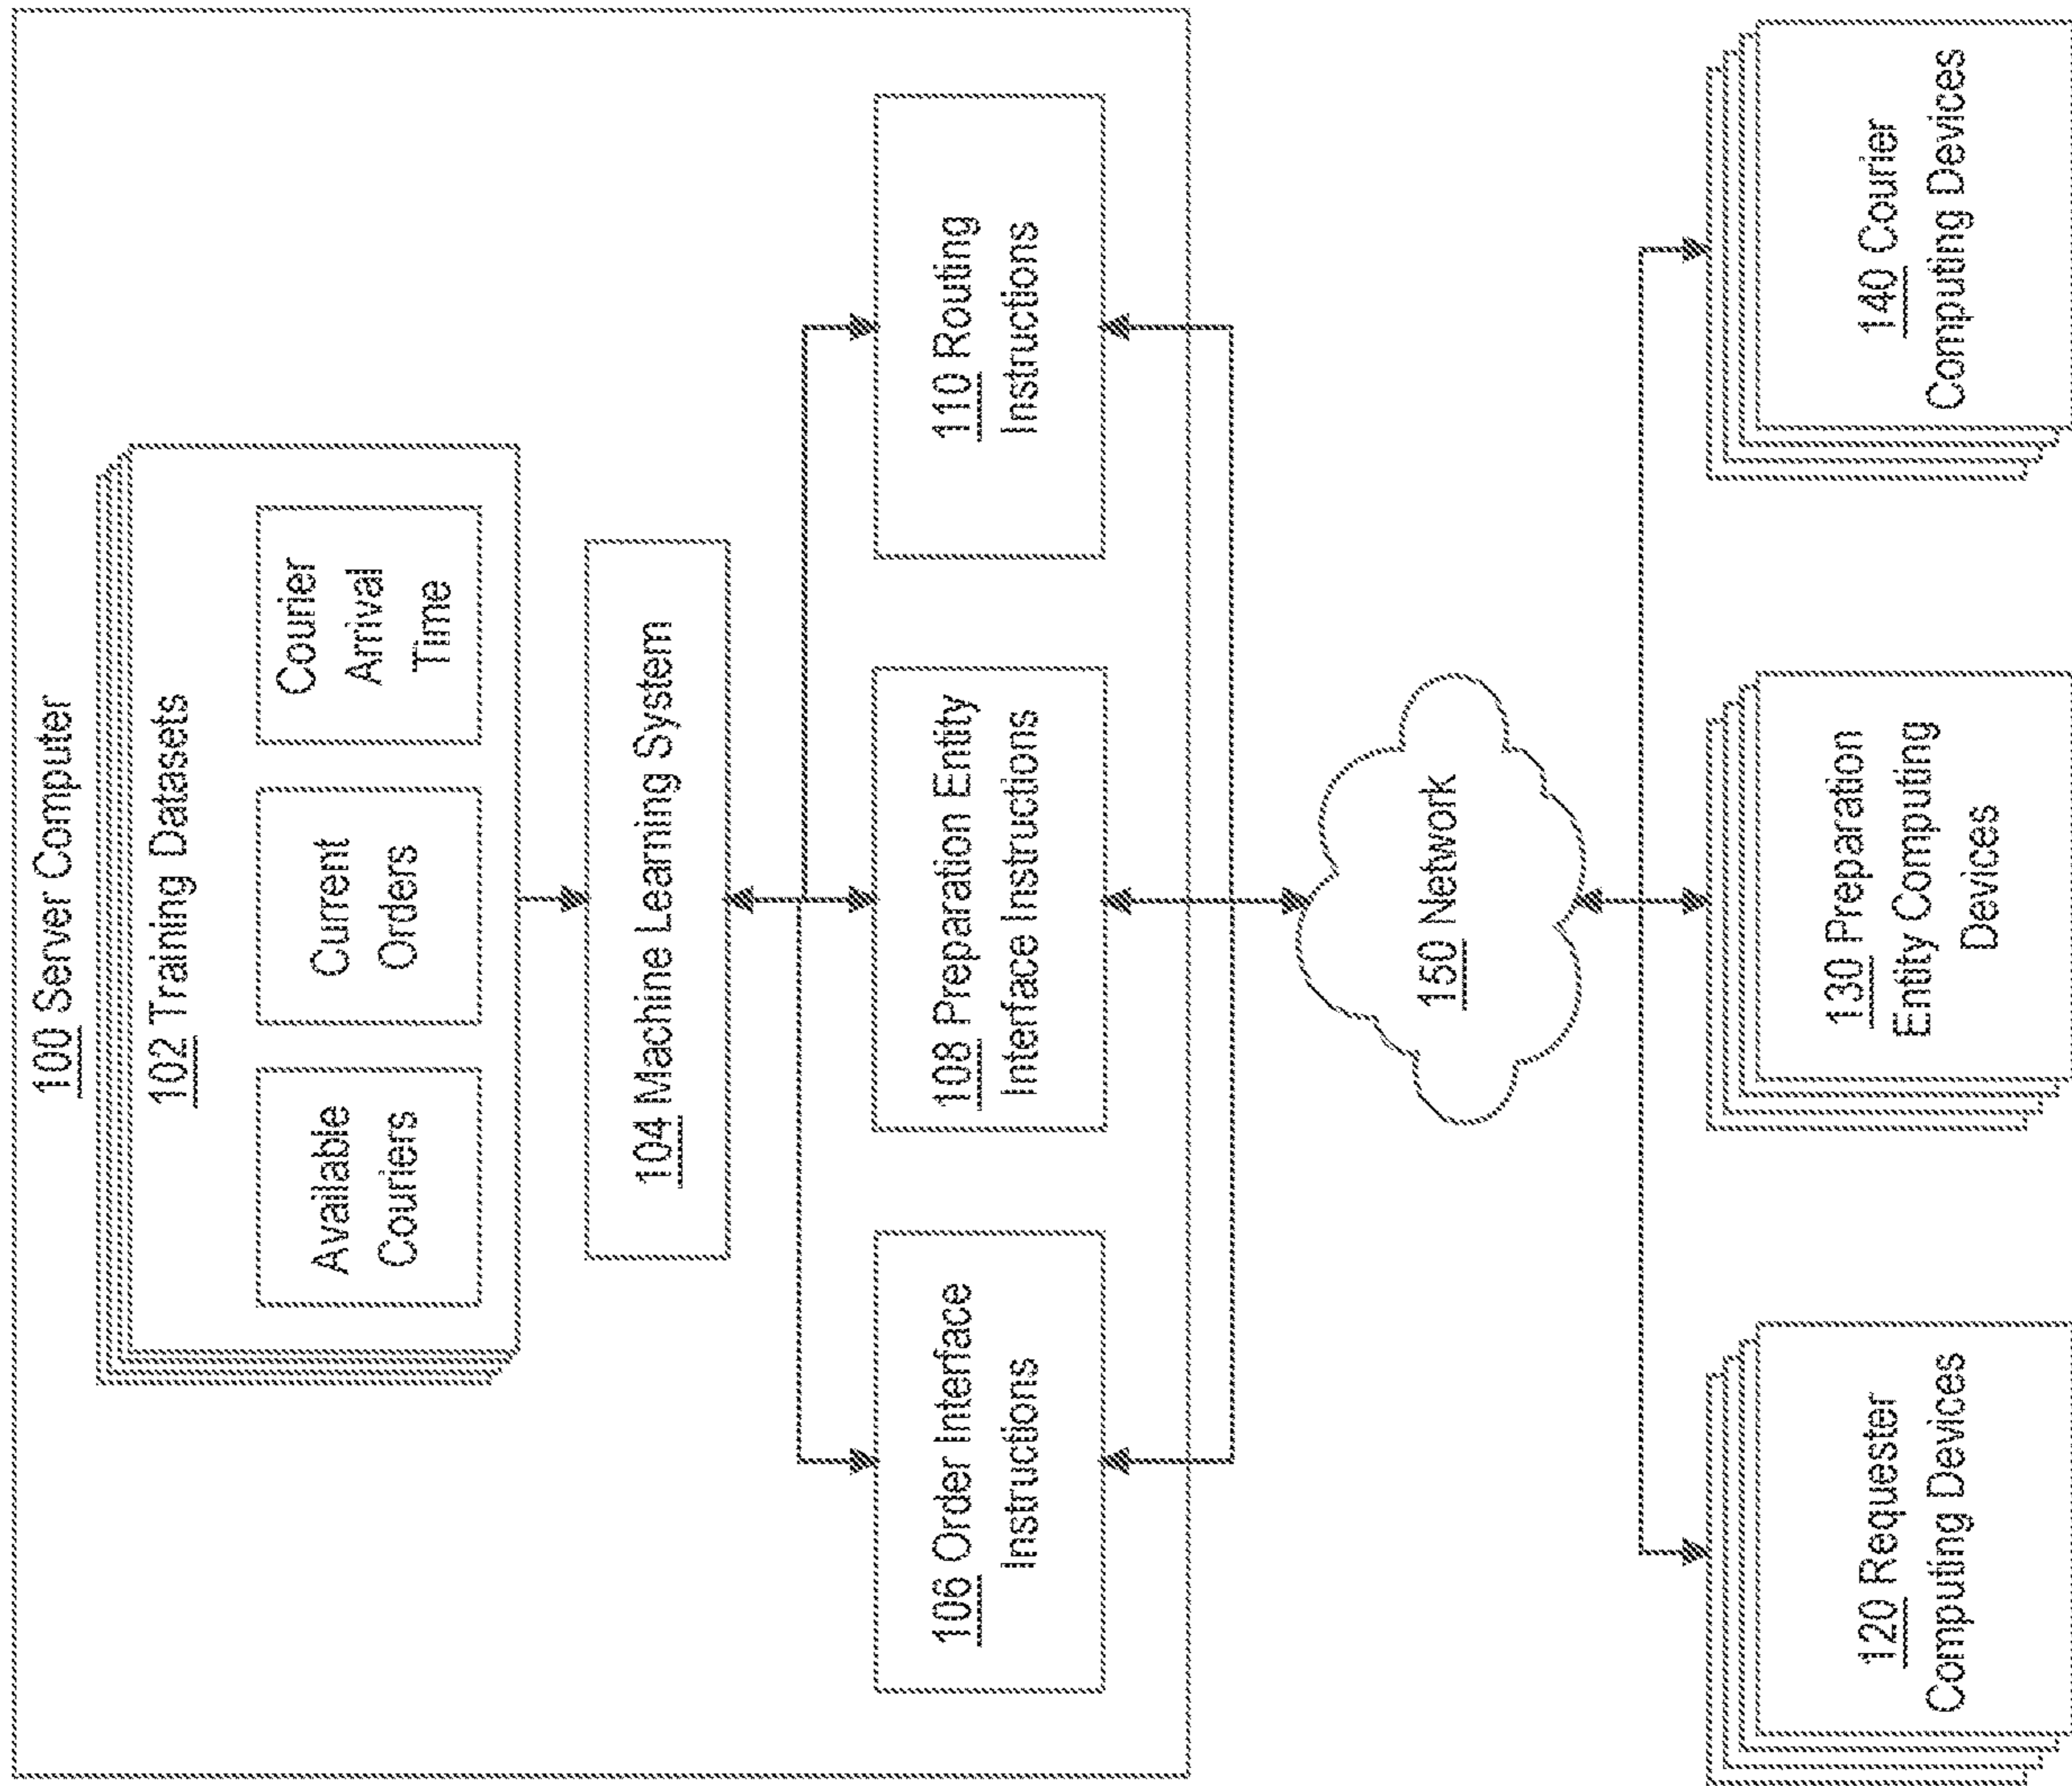 100 Server Computer
102 Training Datasets
Available
Couriers
Current
Orders
Courier
Arrival
Time
104 Machine Learning System
106 Order Interface
Instructions
108 Preparation Entity
Interface Instructions
110 Routing
Instructions
150 Network
120 Requester
Computing Devices
130 Preparation
Entity Computing
Devices
140 Courier
Computing Devices